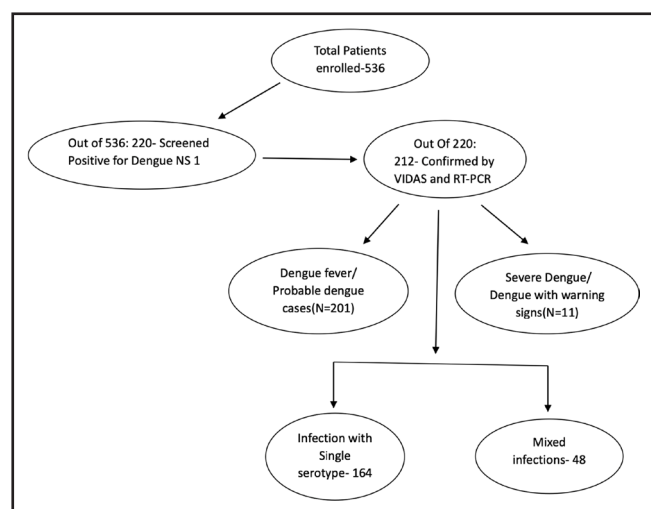 Total Patients
enrolled-536
Out of 536: 220- Screened
Positive for Dengue NS 1
Out Of 220:
212- Confirmed by
VIDAS and RT-PCR
Dengue fever/
Probable dengue
cases(N=201)
Severe Dengue/
Dengue with warning
signs(N=11)
Infection with
Single
serotype- 164
Mixed
infections- 48